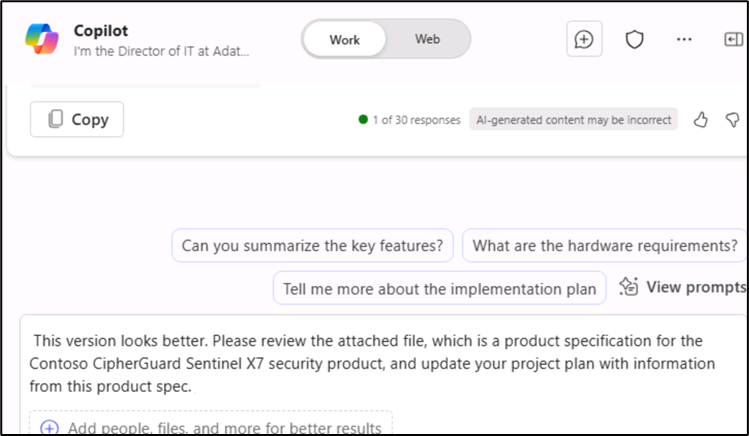 Copilot
I'm the Director of IT at Adat...
Work
Web
Copy
1 of 30 responses
AI-generated content may be incorrect
Can you summarize the key features?
What are the hardware requirements?
Tell me more about the implementation plan
View prompts
This version looks better. Please review the attached file, which is a product specification for the
Contoso CipherGuard Sentinel X7 security product, and update your project plan with information
from this product spec.
Add people, files, and more for better results